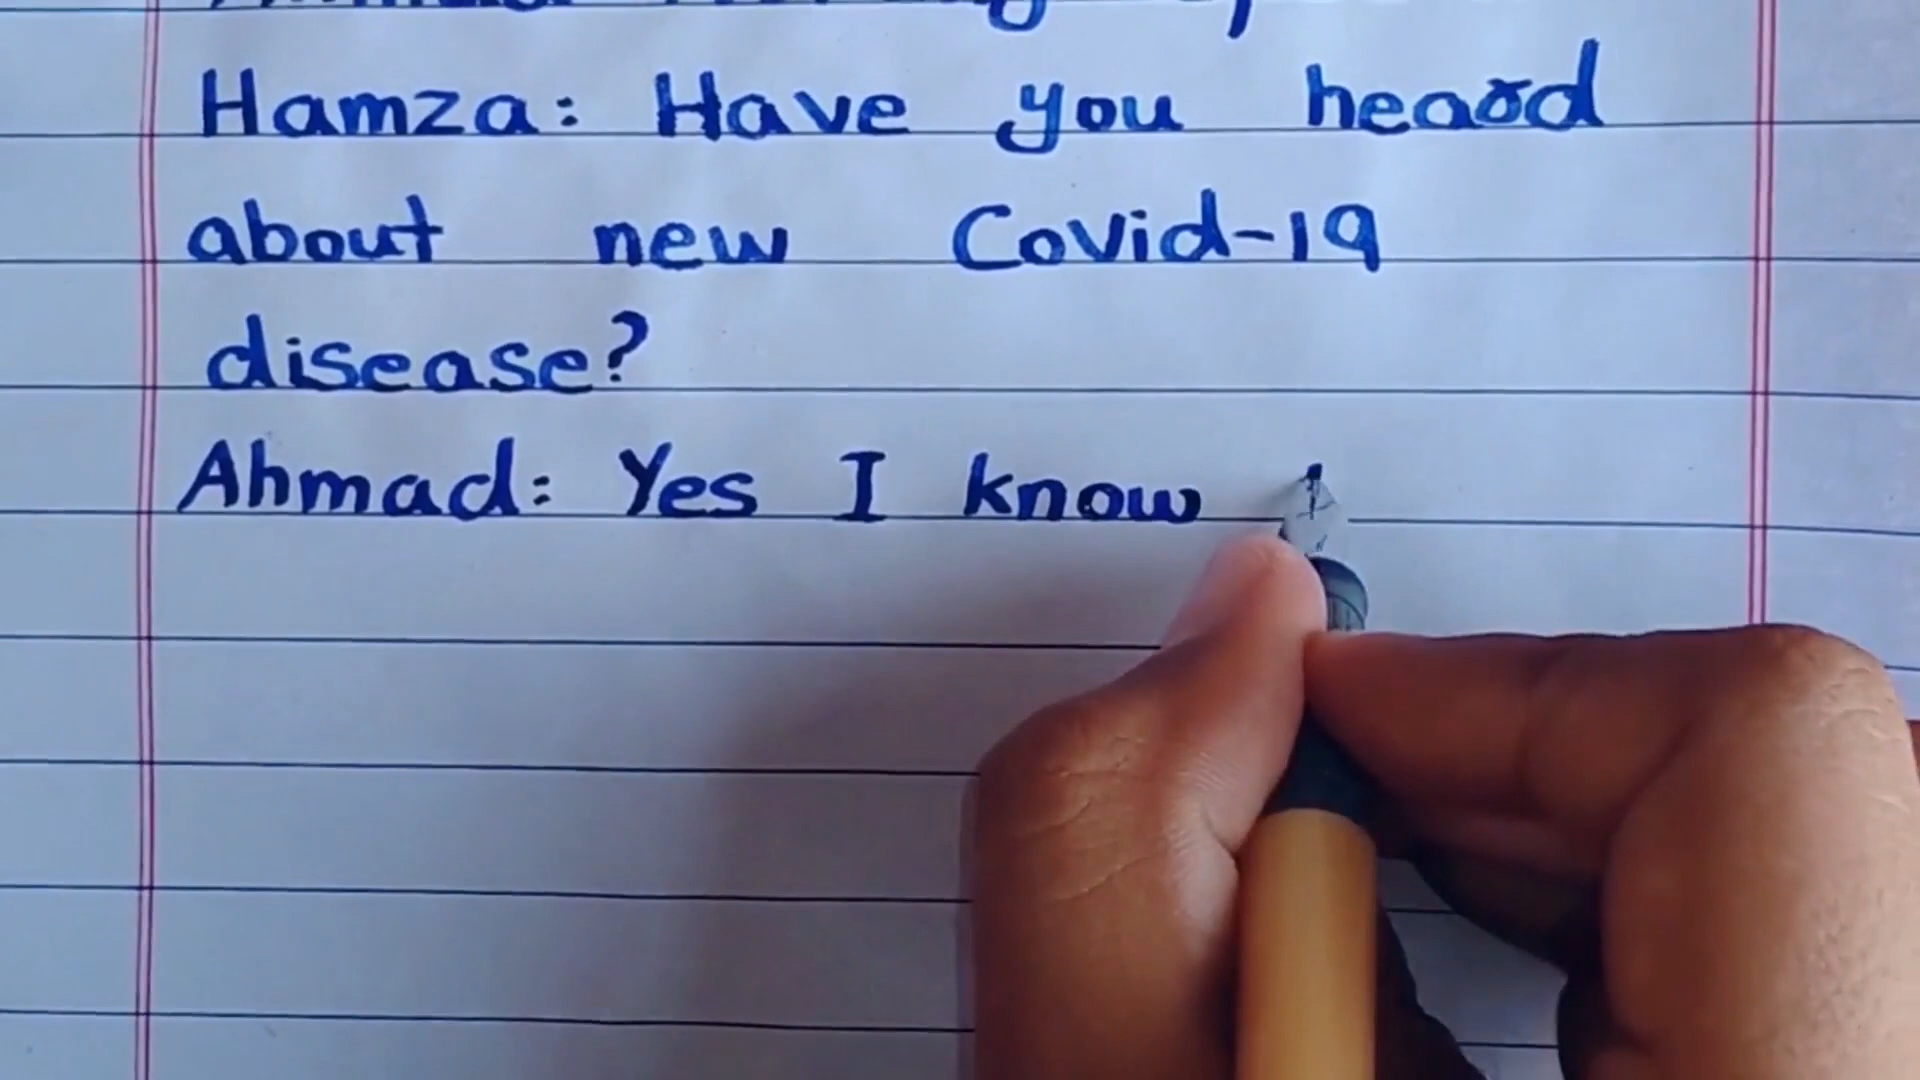 Hamza: Have you heard
about new Covid-19
disease?
Ahmad: Yes I know